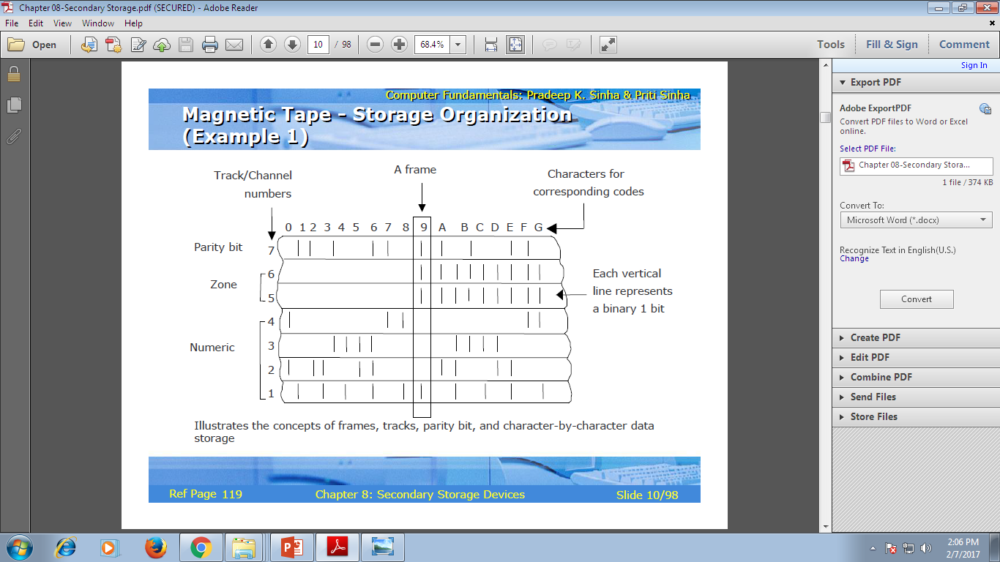 Chapter 08-Secondary Storage.pdf (SECURED) - Adobe Reader
File Edit View Window Help
Open 10 / 98 68.4% Tools Fill & Sign Comment
Computer Fundamentals: Pradeep K. Sinha & Priti Sinha
Magnetic Tape - Storage Organization
(Example 1)
Track/Channel
numbers
A frame
Characters for
corresponding codes
0 1 2 3 4 5 6 7 8 9 A B C D E F G
Parity bit
7
6
Zone
5
4
Numeric
3
2
1
Each vertical
line represents
a binary 1 bit
Illustrates the concepts of frames, tracks, parity bit, and character-by-character data
storage
Ref Page 119 Chapter 8: Secondary Storage Devices Slide 10/98
Sign In
Export PDF
Adobe ExportPDF
Convert PDF files to Word or Excel
online.
Select PDF File:
Chapter 08-Secondary Stora...
1 file / 374 KB
Convert To:
Microsoft Word (*.docx)
Recognize Text in English(U.S.)
Change
Convert
Create PDF
Edit PDF
Combine PDF
Send Files
Store Files
2:06 PM
2/7/2017